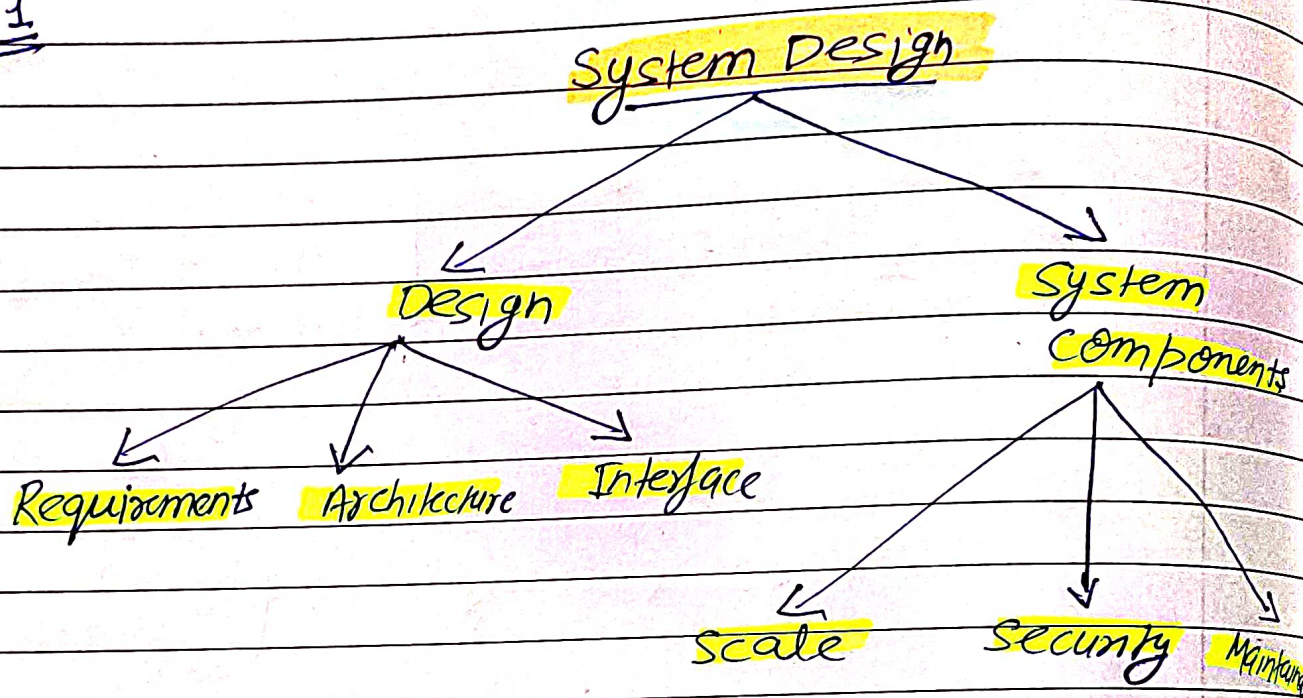 1
System Design
Design
System
Components
Requirements
Architecture
Interface
Scale
Security